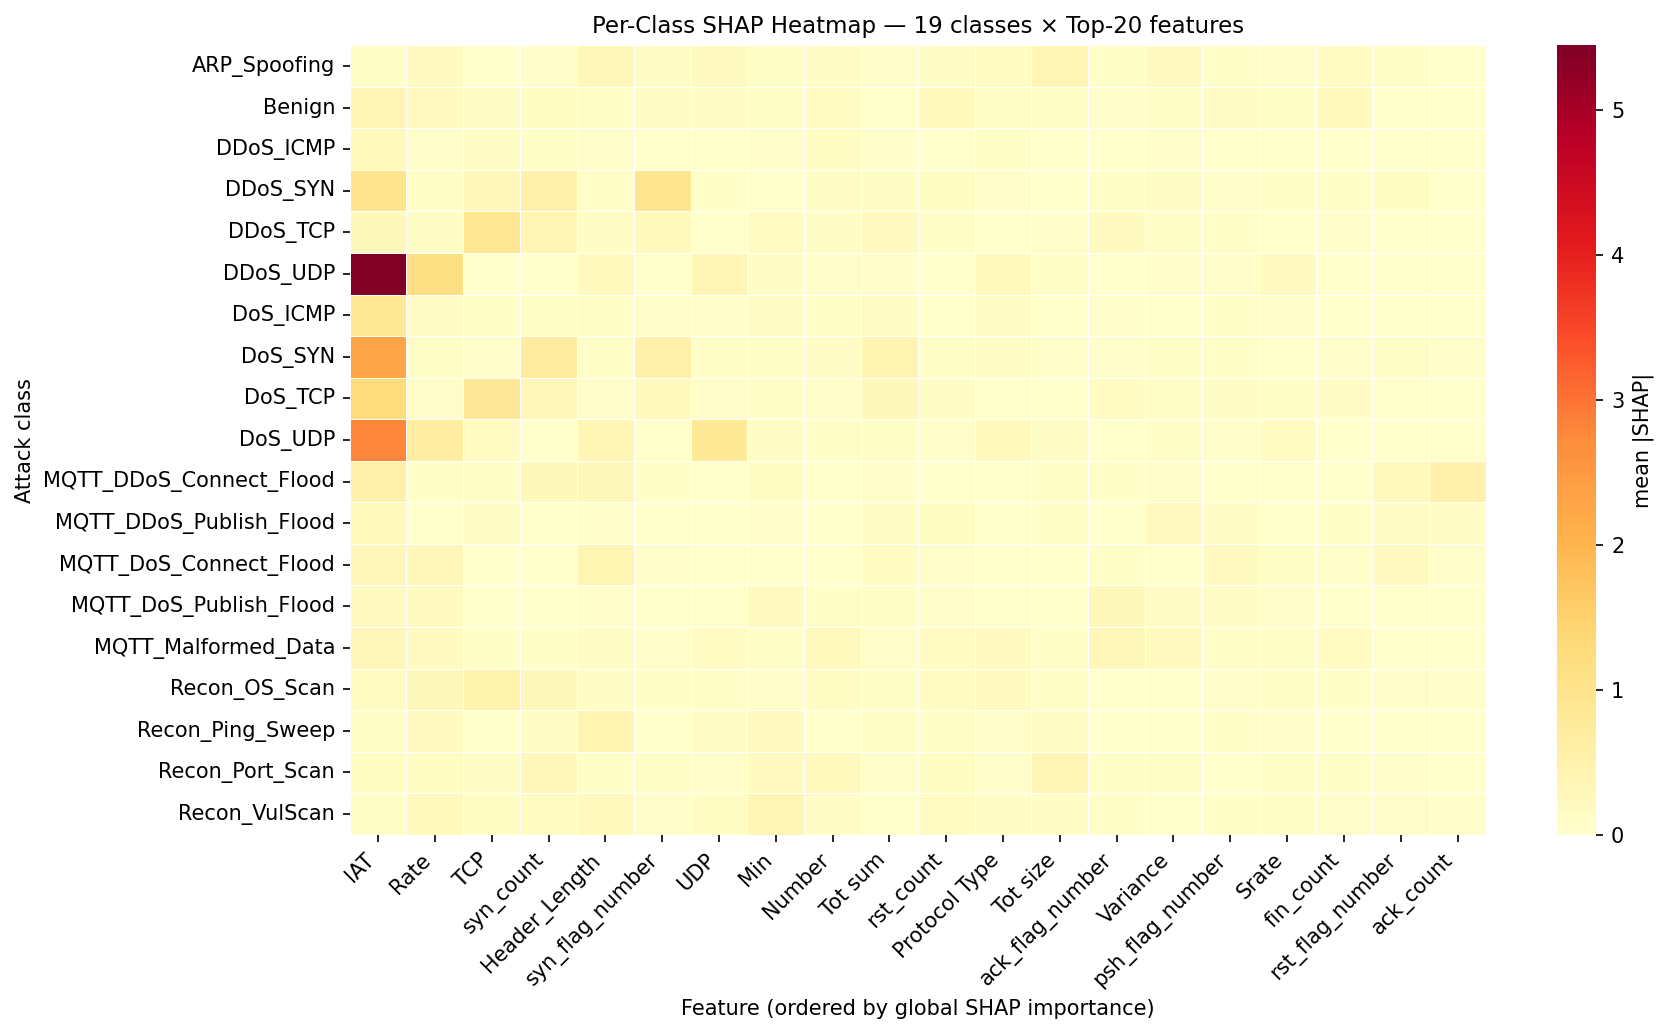 Per-Class SHAP Heatmap — 19 classes × Top-20 features
Attack class
ARP_Spoofing
Benign
DDoS_ICMP
DDoS_SYN
DDoS_TCP
DDoS_UDP
DoS_ICMP
DoS_SYN
DoS_TCP
DoS_UDP
MQTT_DDoS_Connect_Flood
MQTT_DDoS_Publish_Flood
MQTT_DoS_Connect_Flood
MQTT_DoS_Publish_Flood
MQTT_Malformed_Data
Recon_OS_Scan
Recon_Ping_Sweep
Recon_Port_Scan
Recon_VulScan
IAT
Rate
TCP
syn_count
Header_Length
syn_flag_number
UDP
Min
Number
Tot sum
rst_count
Protocol Type
Tot size
ack_flag_number
Variance
psh_flag_number
Srate
fin_count
rst_flag_number
ack_count
Feature (ordered by global SHAP importance)
5
4
3
2
1
0
mean |SHAP|